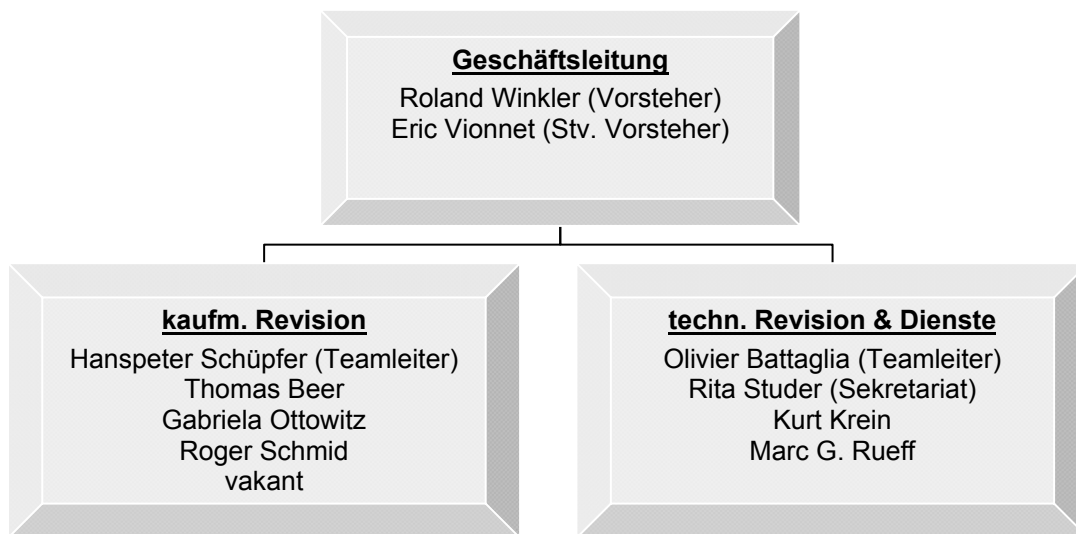 Geschäftsleitung
Roland Winkler (Vorsteher)
Eric Vionnet (Stv. Vorsteher)
kaufm. Revision
Hanspeter Schüpfer (Teamleiter)
Thomas Beer
Gabriela Ottowitz
Roger Schmid
vakant
techn. Revision & Dienste
Olivier Battaglia (Teamleiter)
Rita Studer (Sekretariat)
Kurt Krein
Marc G. Rueff